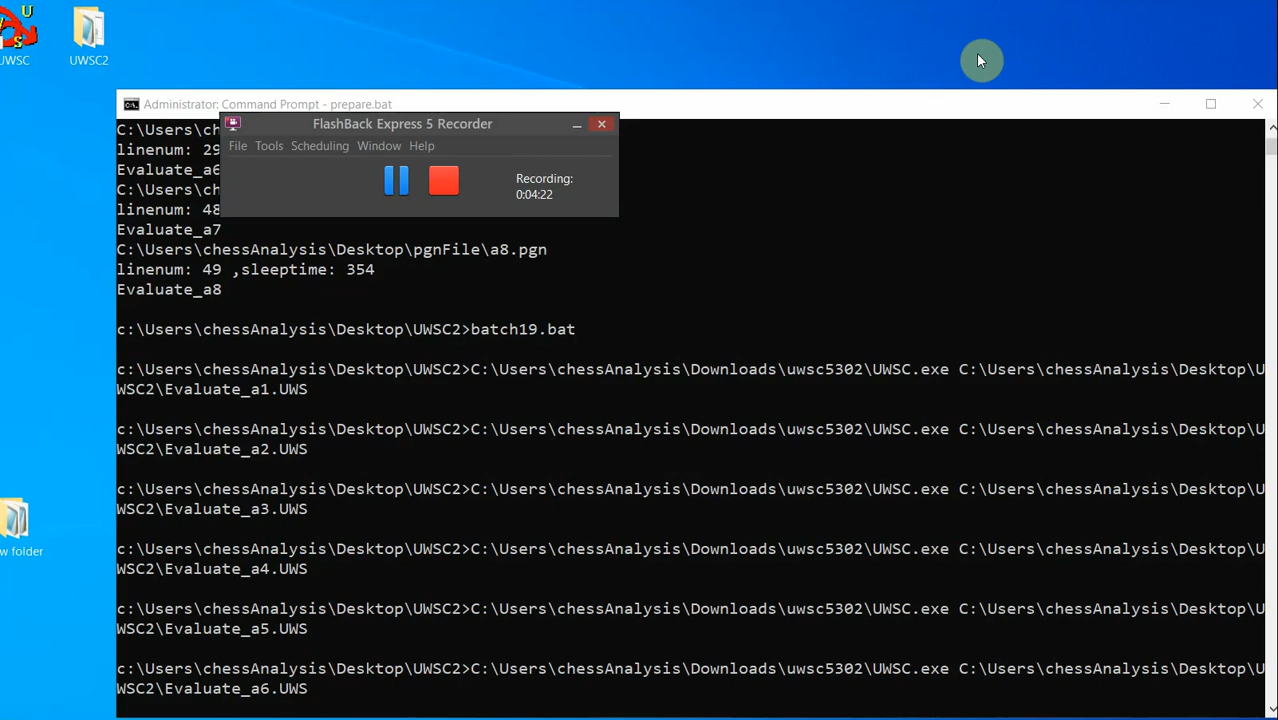 U
S
UWSC
UWSC2
Administrator: Command Prompt - prepare.bat
FlashBack Express 5 Recorder
File Tools Scheduling Window Help
Recording:
0:04:22
C:\Users\ch
linenum: 29
Evaluate_a6
C:\Users\ch
linenum: 48
Evaluate_a7
C:\Users\chessAnalysis\Desktop\pgnFile\a8.pgn
linenum: 49 ,sleeptime: 354
Evaluate_a8
c:\Users\chessAnalysis\Desktop\UWSC2>batch19.bat
c:\Users\chessAnalysis\Desktop\UWSC2>C:\Users\chessAnalysis\Downloads\uwsc5302\UWSC.exe C:\Users\chessAnalysis\Desktop\U
WSC2\Evaluate_a1.UWS
c:\Users\chessAnalysis\Desktop\UWSC2>C:\Users\chessAnalysis\Downloads\uwsc5302\UWSC.exe C:\Users\chessAnalysis\Desktop\U
WSC2\Evaluate_a2.UWS
c:\Users\chessAnalysis\Desktop\UWSC2>C:\Users\chessAnalysis\Downloads\uwsc5302\UWSC.exe C:\Users\chessAnalysis\Desktop\U
WSC2\Evaluate_a3.UWS
c:\Users\chessAnalysis\Desktop\UWSC2>C:\Users\chessAnalysis\Downloads\uwsc5302\UWSC.exe C:\Users\chessAnalysis\Desktop\U
WSC2\Evaluate_a4.UWS
c:\Users\chessAnalysis\Desktop\UWSC2>C:\Users\chessAnalysis\Downloads\uwsc5302\UWSC.exe C:\Users\chessAnalysis\Desktop\U
WSC2\Evaluate_a5.UWS
c:\Users\chessAnalysis\Desktop\UWSC2>C:\Users\chessAnalysis\Downloads\uwsc5302\UWSC.exe C:\Users\chessAnalysis\Desktop\U
WSC2\Evaluate_a6.UWS
w folder